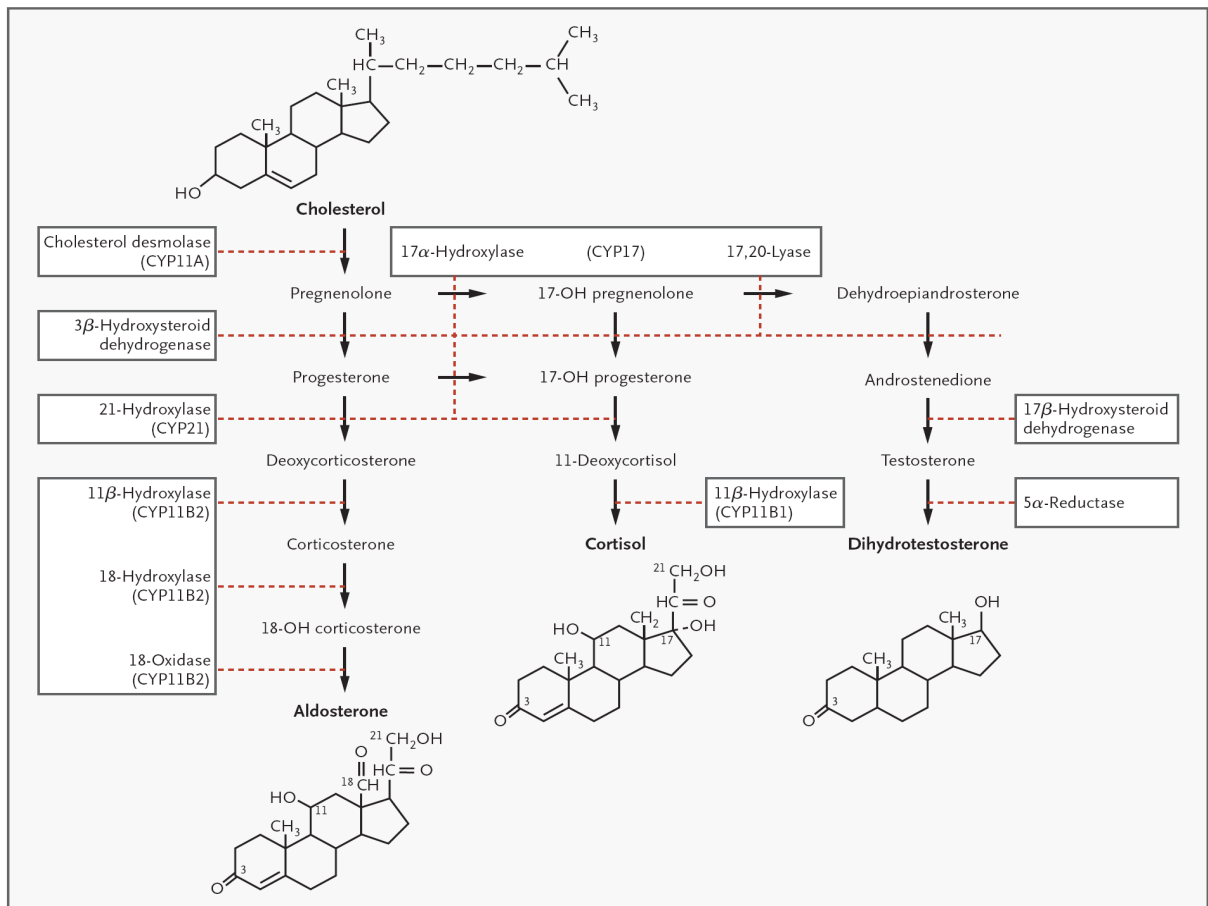 CH₃
CH₃
HC—CH₂—CH₂—CH₂—CH
CH₃
CH₃
CH₃
HO
Cholesterol
Cholesterol desmolase
(CYP11A)
17α-Hydroxylase (CYP17) 17,20-Lyase
Pregnenolone 17-OH pregnenolone Dehydroepiandrosterone
3β-Hydroxysteroid
dehydrogenase
Progesterone 17-OH progesterone Androstenedione
21-Hydroxylase
(CYP21)
17β-Hydroxysteroid
dehydrogenase
Deoxycorticosterone 11-Deoxycortisol Testosterone
11β-Hydroxylase
(CYP11B2)
11β-Hydroxylase
(CYP11B1)
5α-Reductase
Corticosterone Cortisol Dihydrotestosterone
18-Hydroxylase
(CYP11B2)
18-OH corticosterone
18-Oxidase
(CYP11B2)
Aldosterone
21
CH₂OH
HC=O
CH₂
HO
11
17
OH
CH₃
3
O
OH
CH₃
17
CH₃
3
O
21
CH₂OH
O
HC=O
18
CH
HO
11
CH₃
3
O